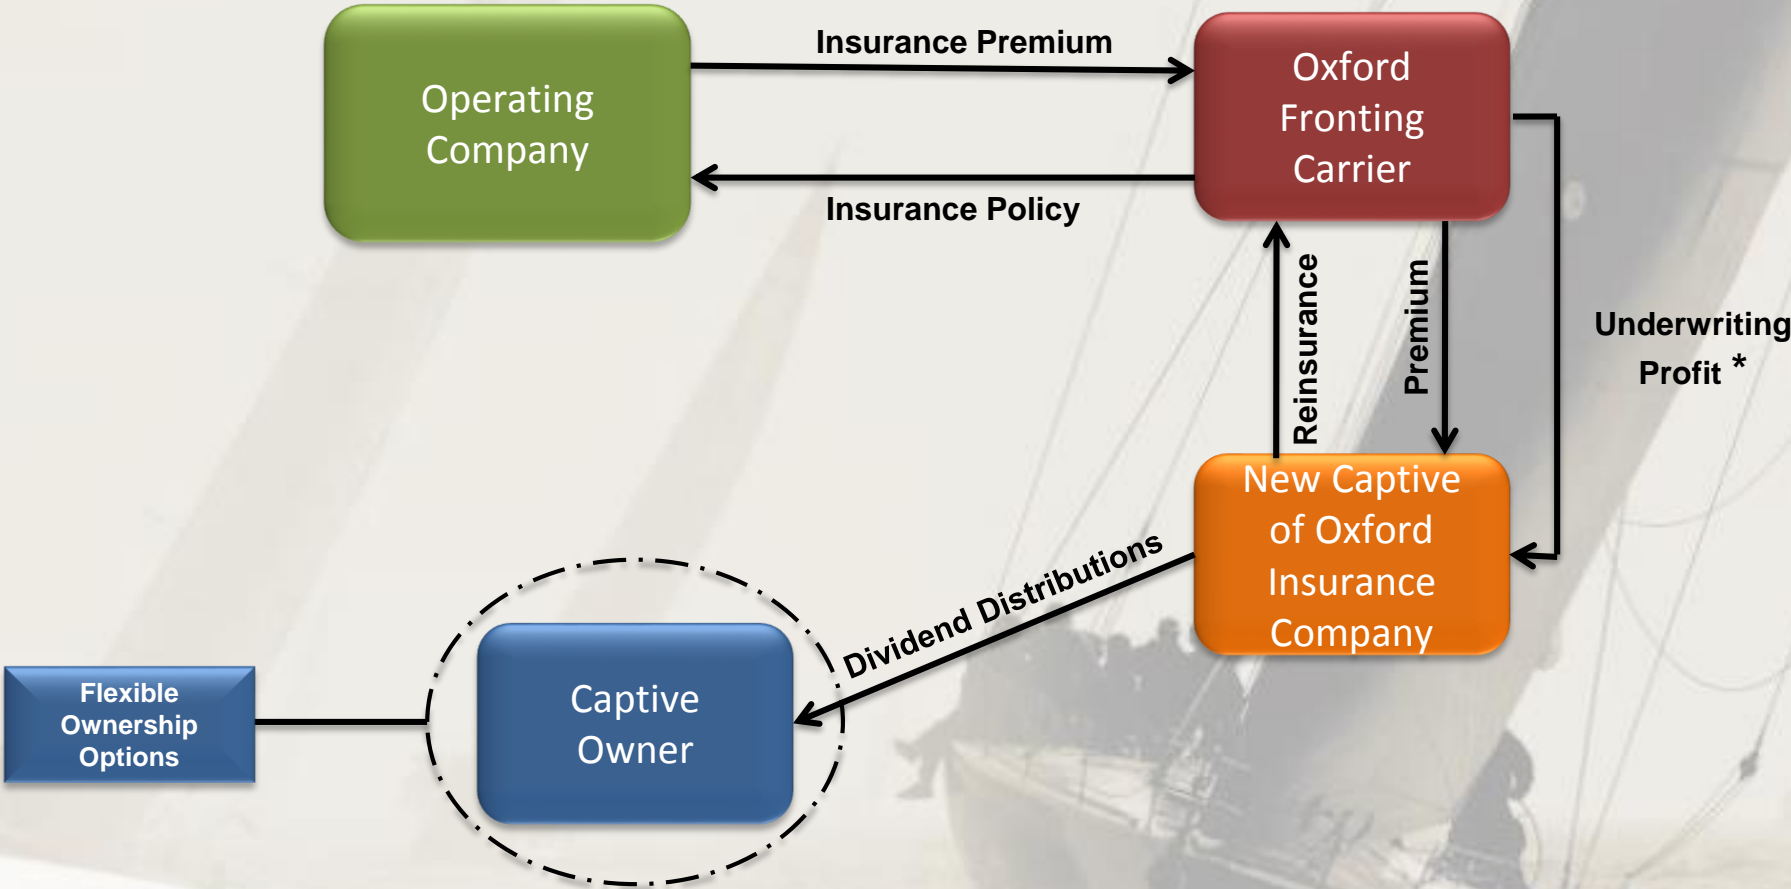 Operating
Company
Insurance Premium
Oxford
Fronting
Carrier
Insurance Policy
Reinsurance
Premium
Underwriting
Profit *
New Captive
of Oxford
Insurance
Company
Dividend Distributions
Flexible
Ownership
Options
Captive
Owner